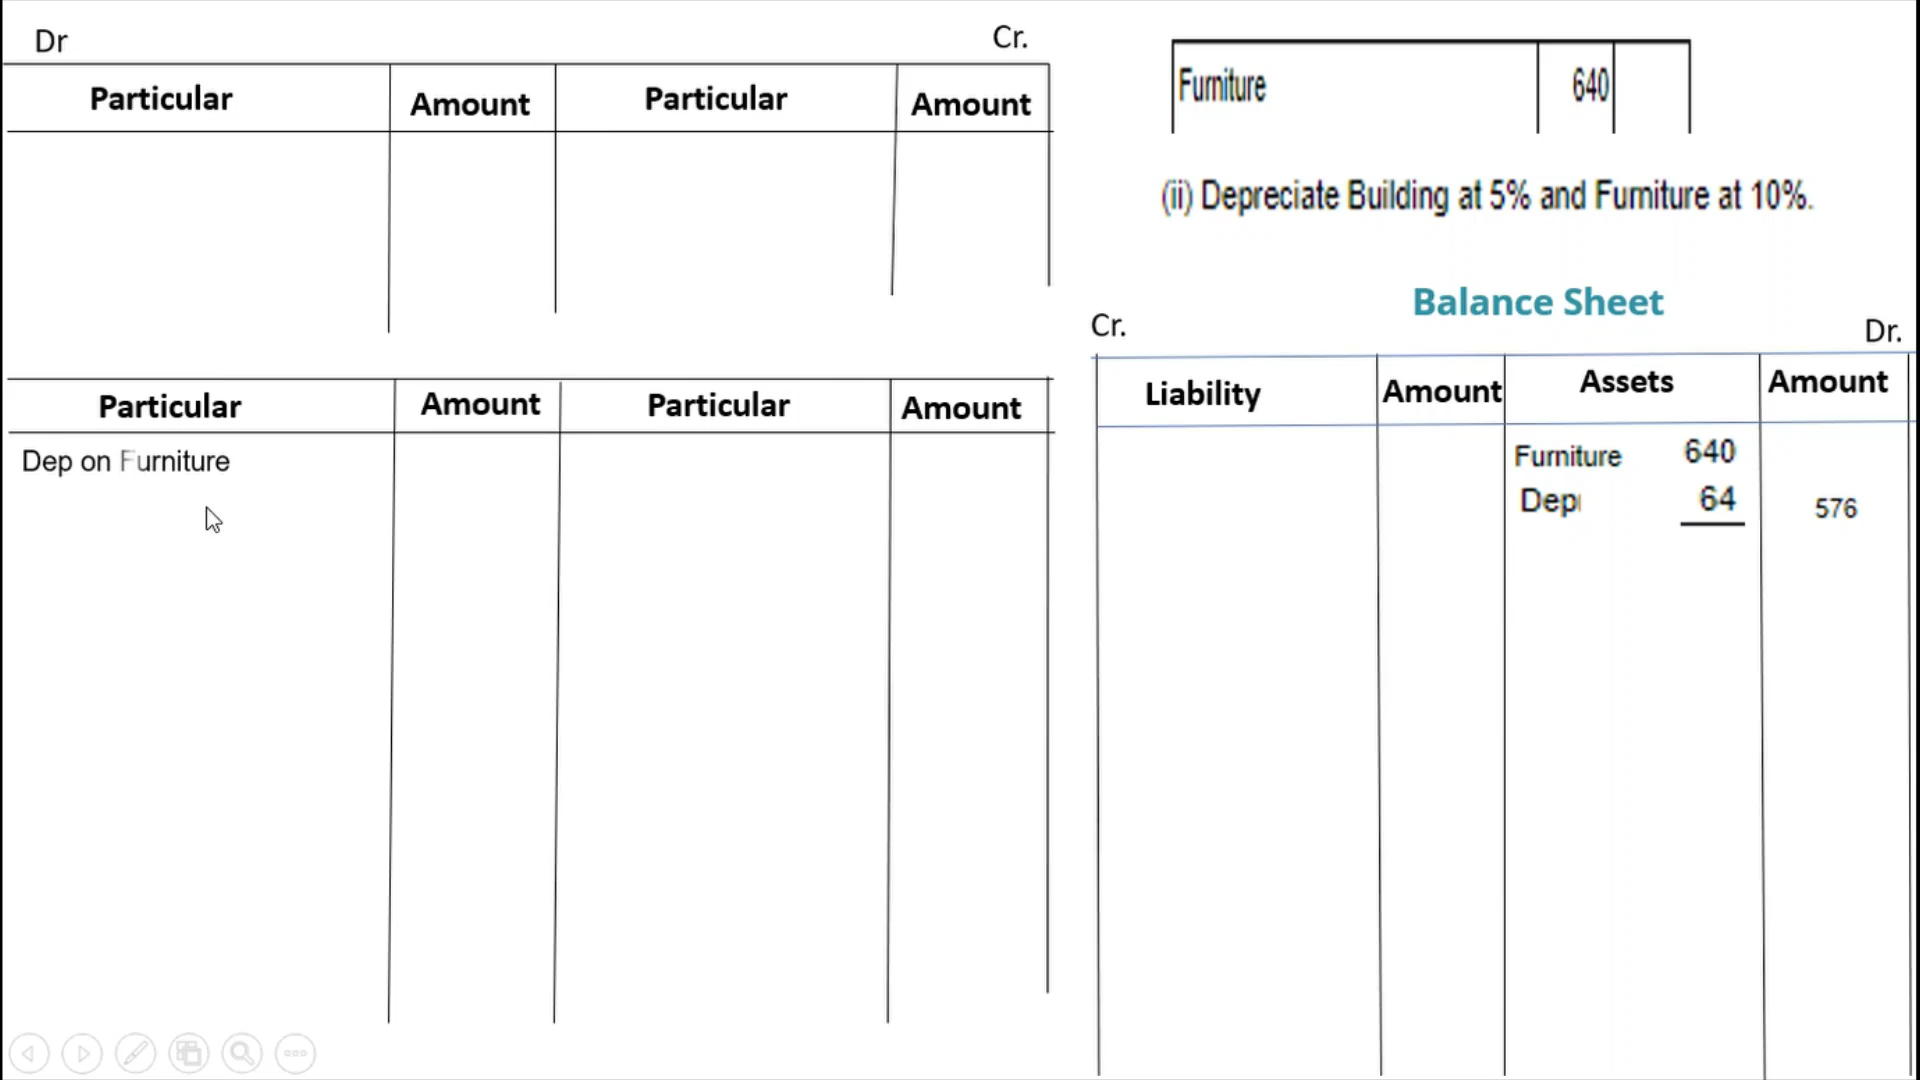 Dr Cr.
Particular Amount Particular Amount
Particular Amount Particular Amount
Dep on Furniture
Furniture 640
(ii) Depreciate Building at 5% and Furniture at 10%.
Balance Sheet
Cr. Dr.
Liability Amount Assets Amount
Furniture 640
Dep 64 576